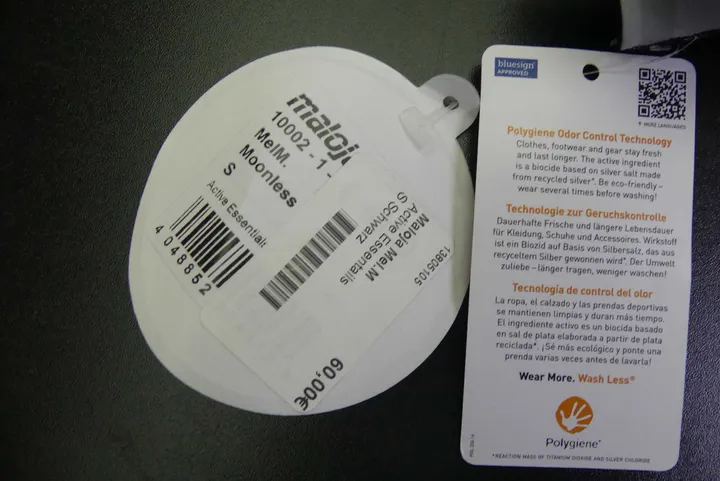 maloja
10002 - 1 -
MelM.
Moonless
S
Active Essentials
4 048852
13805105
Maloja Mel.M
Active Essentails
S Schwarz
60,00€
bluesign®
APPROVED
MORE LANGUAGES
Polygiene Odor Control Technology
Clothes, footwear and gear stay fresh
and last longer. The active ingredient
is a biocide based on silver salt made
from recycled silver*. Be eco-friendly –
wear several times before washing!
Technologie zur Geruchskontrolle
Dauerhafte Frische und längere Lebensdauer
für Kleidung, Schuhe und Accessoires. Wirkstoff
ist ein Biozid auf Basis von Silbersalz, das aus
recyceltem Silber gewonnen wird*. Der Umwelt
zuliebe – länger tragen, weniger waschen!
Tecnología de control del olor
La ropa, el calzado y las prendas deportivas
se mantienen limpias y duran más tiempo.
El ingrediente activo es un biocida basado
en sal de plata elaborada a partir de plata
reciclada*. ¡Sé más ecológico y ponte una
prenda varias veces antes de lavarla!
Wear More. Wash Less®
Polygiene®
*REACTION MASS OF TITANIUM DIOXIDE AND SILVER CHLORIDE